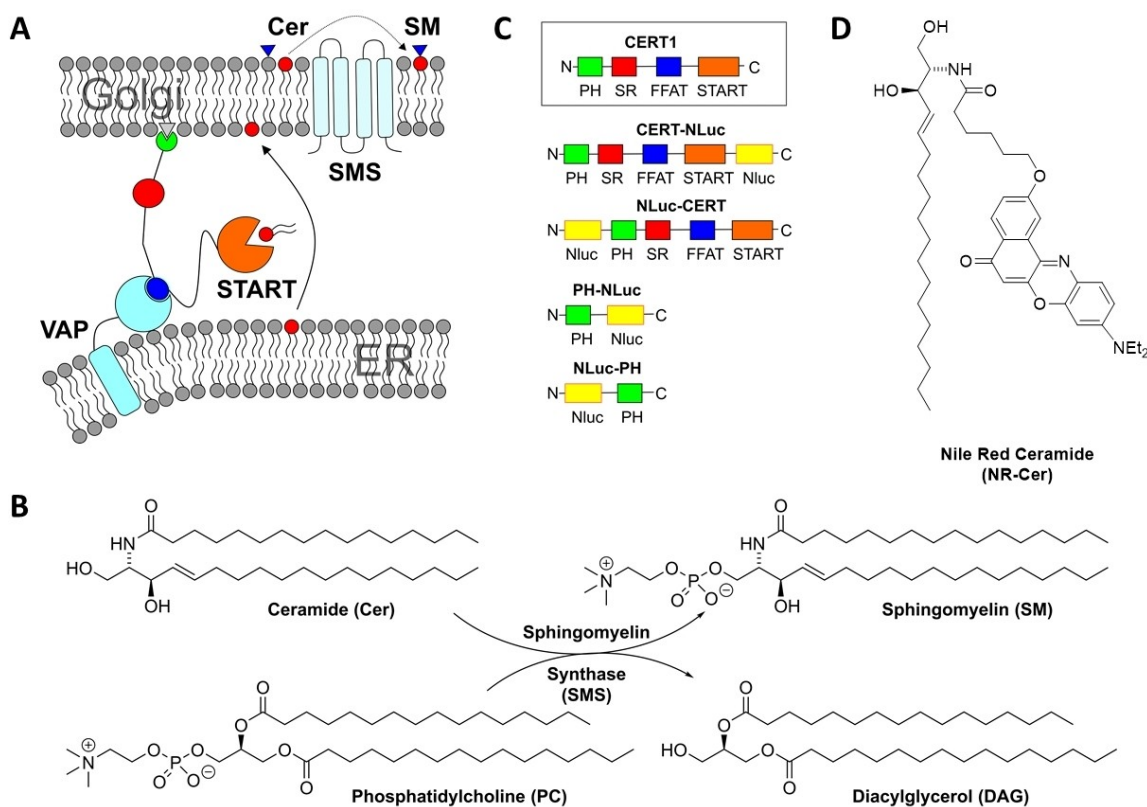 A
Cer
SM
Golgi
SMS
START
VAP
ER
C
CERT1
N
C
PH
SR
FFAT
START
CERT-NLuc
N
C
PH
SR
FFAT
START
Nluc
NLuc-CERT
N
C
Nluc
PH
SR
FFAT
START
PH-NLuc
N
C
PH
Nluc
NLuc-PH
N
C
Nluc
PH
D
OH
NH
HO
O
O
O
N
O
NEt2
Nile Red Ceramide
(NR-Cer)
B
O
HN
HO
OH
Ceramide (Cer)
O
HN
N
⊕
O
P
O
O
O
⊖
OH
Sphingomyelin (SM)
Sphingomyelin
Synthase
(SMS)
O
O
N
⊕
O
P
O
O
O
⊖
O
O
Phosphatidylcholine (PC)
O
O
HO
O
O
Diacylglycerol (DAG)